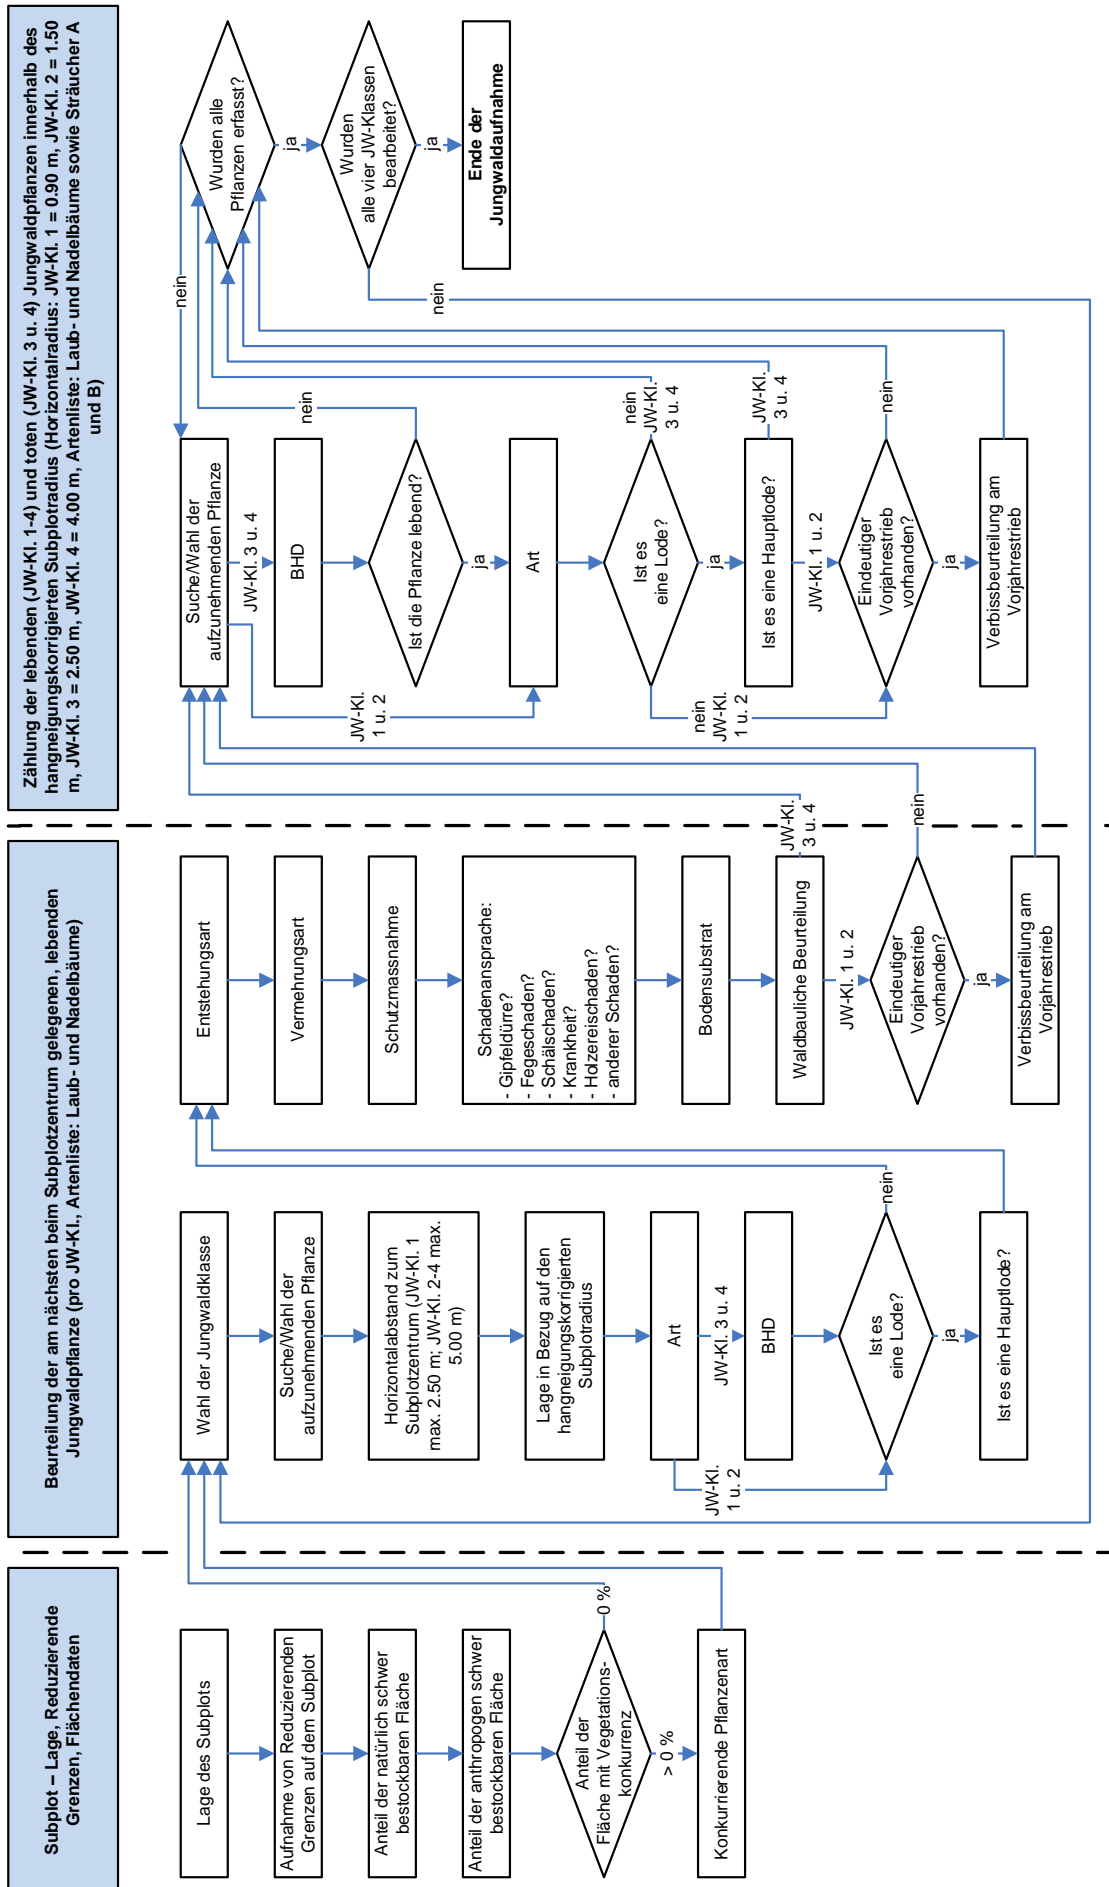 Subplot – Lage, Reduzierende
Grenzen, Flächendaten
Lage des Subplots
Aufnahme von Reduzierenden
Grenzen auf dem Subplot
Anteil der natürlich schwer
bestockbaren Fläche
Anteil der anthropogen schwer
bestockbaren Fläche
Anteil der
Fläche mit Vegetations-
konkurrenz
0 %
> 0 %
Konkurrierende Pflanzenart
Beurteilung der am nächsten beim Subplotzentrum gelegenen, lebenden
Jungwaldpflanze (pro JW-Kl., Artenliste: Laub- und Nadelbäume)
Wahl der Jungwaldklasse
Suche/Wahl der
aufzunehmenden Pflanze
Horizontalabstand zum
Subplotzentrum (JW-Kl. 1
max. 2.50 m; JW-Kl. 2-4 max.
5.00 m)
Lage in Bezug auf den
hangneigungskorrigierten
Subplotradius
Art
JW-Kl.
1 u. 2
JW-Kl. 3 u. 4
BHD
Ist es
eine Lode?
nein
ja
Ist es eine Hauptlode?
Entstehungsart
Vermehrungsart
Schutzmassnahme
Schadenansprache:
- Gipfeldürre?
- Fegeschaden?
- Schälschaden?
- Krankheit?
- Holzereischaden?
- anderer Schaden?
Bodensubstrat
Waldbauliche Beurteilung
JW-Kl.
3 u. 4
JW-Kl. 1 u. 2
Eindeutiger
Vorjahrestrieb
vorhanden?
nein
ja
Verbissbeurteilung am
Vorjahrestrieb
Zählung der lebenden (JW-Kl. 1-4) und toten (JW-Kl. 3 u. 4) Jungwaldpflanzen innerhalb des
hangneigungskorrigierten Subplotradius (Horizontalradius: JW-Kl. 1 = 0.90 m, JW-Kl. 2 = 1.50
m, JW-Kl. 3 = 2.50 m, JW-Kl. 4 = 4.00 m, Artenliste: Laub- und Nadelbäume sowie Sträucher A
und B)
Suche/Wahl der
aufzunehmenden Pflanze
JW-Kl.
1 u. 2
JW-Kl. 3 u. 4
BHD
Ist die Pflanze lebend?
nein
ja
Art
Ist es
eine Lode?
nein
JW-Kl.
1 u. 2
nein
JW-Kl.
3 u. 4
ja
Ist es eine Hauptlode?
JW-Kl.
3 u. 4
JW-Kl. 1 u. 2
Eindeutiger
Vorjahrestrieb
vorhanden?
nein
ja
Verbissbeurteilung am
Vorjahrestrieb
Wurden alle
Pflanzen erfasst?
nein
ja
Wurden
alle vier JW-Klassen
bearbeitet?
nein
ja
Ende der
Jungwaldaufnahme